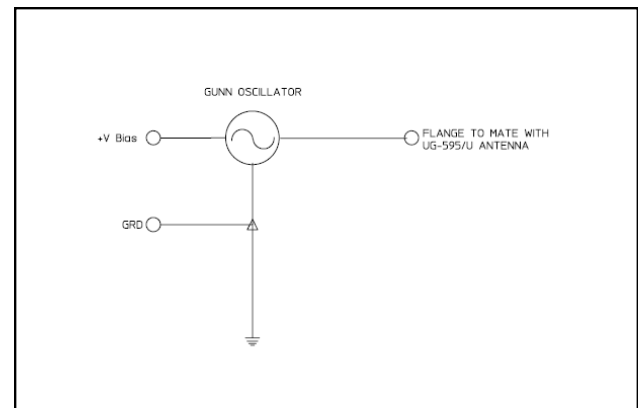 GUNN OSCILLATOR
+V Bias
FLANGE TO MATE WITH
UG-595/U ANTENNA
GRD